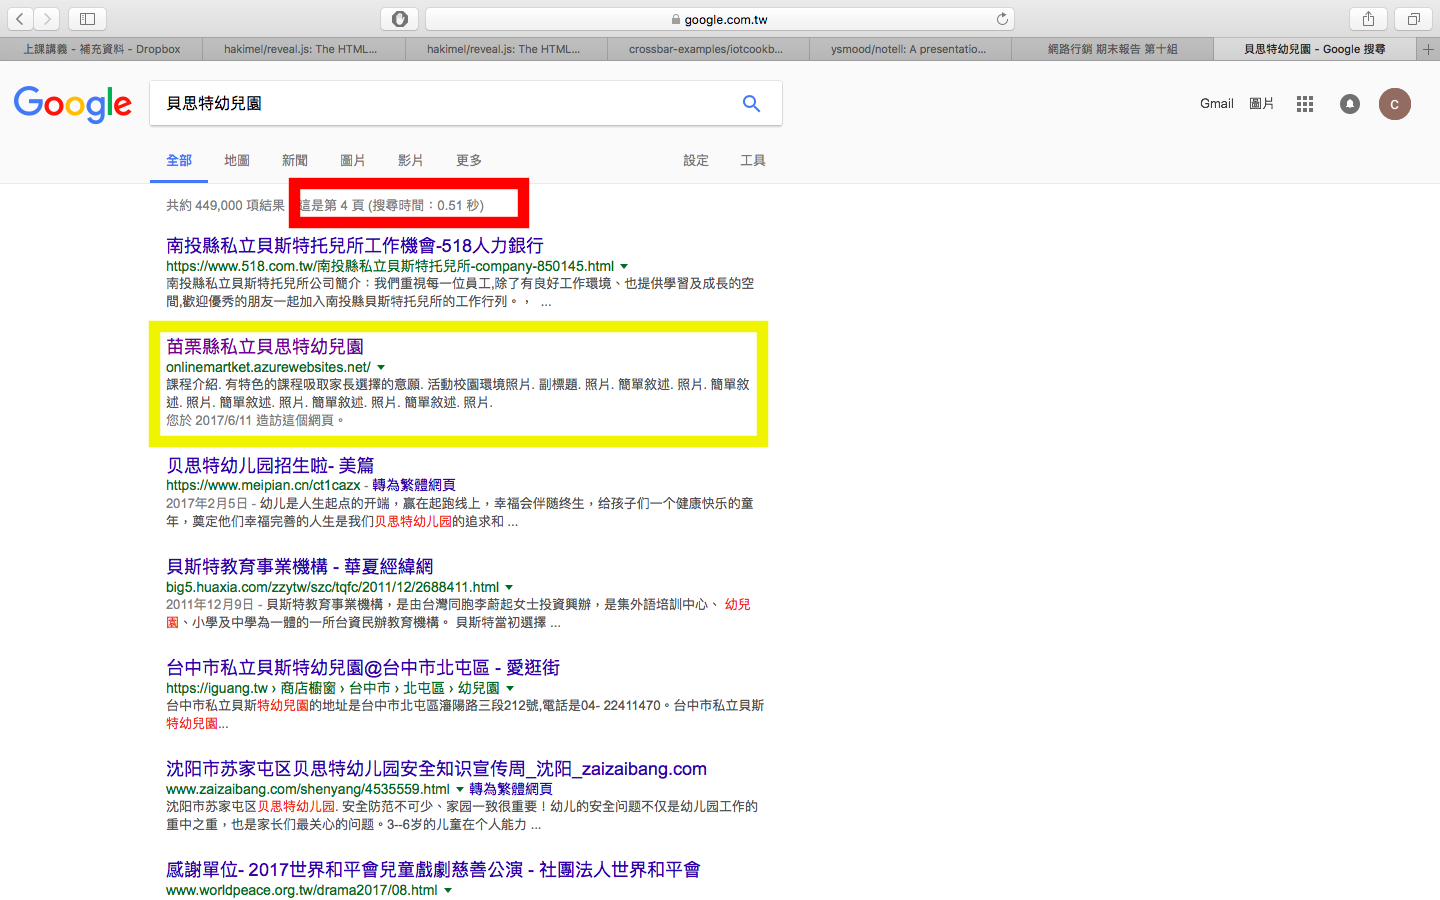 google.com.tw
上課講義 - 補充資料 - Dropbox
hakimel/reveal.js: The HTML...
hakimel/reveal.js: The HTML...
crossbar-examples/iotcookb...
ysmood/notell: A presentatio...
網路行銷 期末報告 第十組
貝思特幼兒園 - Google 搜尋
Google
貝思特幼兒園
Gmail
圖片
C
全部
地圖
新聞
圖片
影片
更多
設定
工具
共約 449,000 項結果，這是第 4 頁 (搜尋時間：0.51 秒)
南投縣私立貝斯特托兒所工作機會-518人力銀行
https://www.518.com.tw/南投縣私立貝斯特托兒所-company-850145.html
南投縣私立貝斯特托兒所公司簡介：我們重視每一位員工,除了有良好工作環境、也提供學習及成長的空
間,歡迎優秀的朋友一起加入南投縣貝斯特托兒所的工作行列。， ...
苗栗縣私立貝思特幼兒園
onlinemartket.azurewebsites.net/
課程介紹. 有特色的課程吸取家長選擇的意願. 活動校園環境照片. 副標題. 照片. 簡單敘述. 照片. 簡單敘
述. 照片. 簡單敘述. 照片. 簡單敘述. 照片. 簡單敘述. 照片.
您於 2017/6/11 造訪這個網頁。
贝思特幼儿园招生啦- 美篇
https://www.meipian.cn/ct1cazx - 轉為繁體網頁
2017年2月5日 - 幼儿是人生起点的开端，赢在起跑线上，幸福会伴随终生，给孩子们一个健康快乐的童
年，奠定他们幸福完善的人生是我们贝思特幼儿园的追求和 ...
貝斯特教育事業機構 - 華夏經緯網
big5.huaxia.com/zzytw/szc/tqfc/2011/12/2688411.html
2011年12月9日 - 貝斯特教育事業機構，是由台灣同胞李蔚起女士投資興辦，是集外語培訓中心、 幼兒
園、小學及中學為一體的一所台資民辦教育機構。 貝斯特當初選擇 ...
台中市私立貝斯特幼兒園@台中市北屯區 - 愛逛街
https://iguang.tw › 商店櫥窗 › 台中市 › 北屯區 › 幼兒園
台中市私立貝斯特幼兒園的地址是台中市北屯區瀋陽路三段212號,電話是04- 22411470。台中市私立貝斯
特幼兒園...
沈阳市苏家屯区贝思特幼儿园安全知识宣传周_沈阳_zaizaibang.com
www.zaizaibang.com/shenyang/4535559.html 轉為繁體網頁
沈阳市苏家屯区贝思特幼儿园. 安全防范不可少、家园一致很重要！幼儿的安全问题不仅是幼儿园工作的
重中之重，也是家长们最关心的问题。3--6岁的儿童在个人能力 ...
感謝單位- 2017世界和平會兒童戲劇慈善公演 - 社團法人世界和平會
www.worldpeace.org.tw/drama2017/08.html